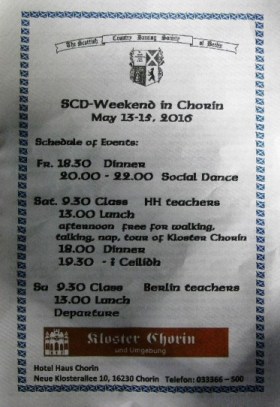 The Scottish Country Dancing Society of Berlin
SCD-Weekend in Chorin
May 13-15, 2016
Schedule of Events:
Fr. 18.30 Dinner
20.00 - 22.00 Social Dance
Sat. 9.30 Class HH teachers
13.00 Lunch
afternoon free for walking,
talking, nap, tour of Kloster Chorin
18.00 Dinner
19.30 - ? Ceilidh
Su 9.30 Class Berlin teachers
13.00 Lunch
Departure
Kloster Chorin
und Umgebung
Hotel Haus Chorin
Neue Klosterallee 10, 16230 Chorin Telefon: 033366 – 500